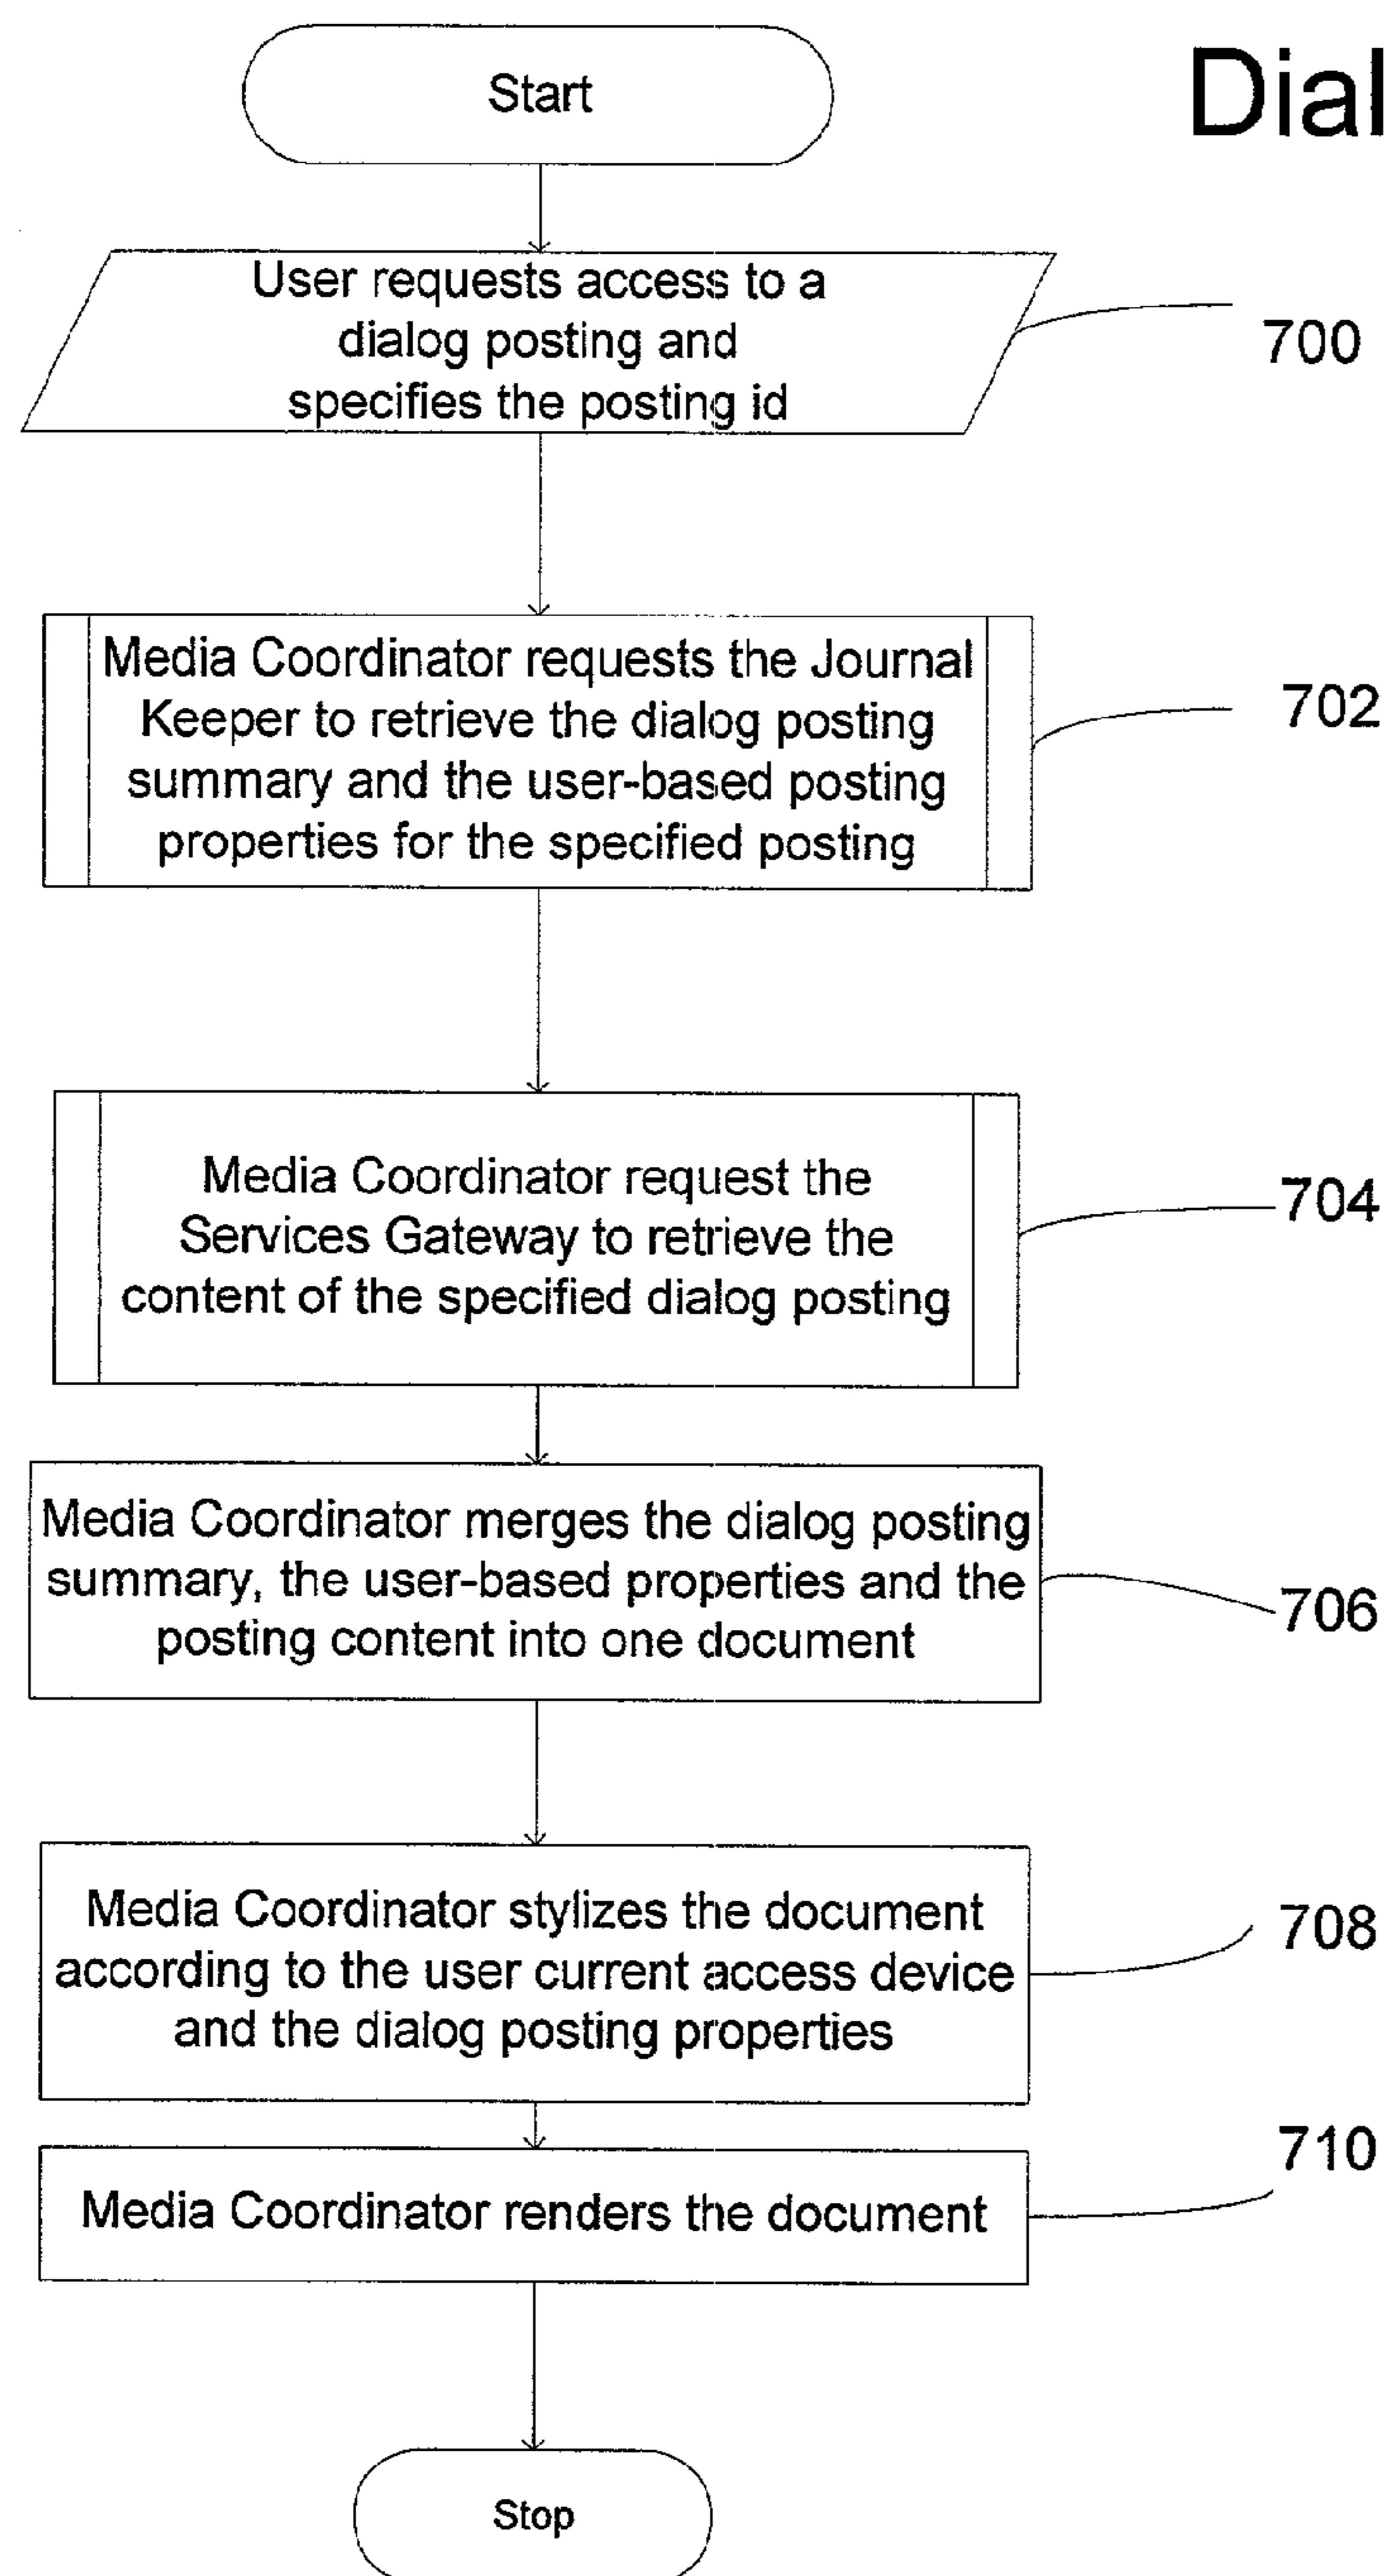 Start
Dial
User requests access to a
dialog posting and
specifies the posting id
700
Media Coordinator requests the Journal
Keeper to retrieve the dialog posting
summary and the user-based posting
properties for the specified posting
702
Media Coordinator request the
Services Gateway to retrieve the
content of the specified dialog posting
704
Media Coordinator merges the dialog posting
summary, the user-based properties and the
posting content into one document
706
Media Coordinator stylizes the document
according to the user current access device
and the dialog posting properties
708
Media Coordinator renders the document
710
Stop